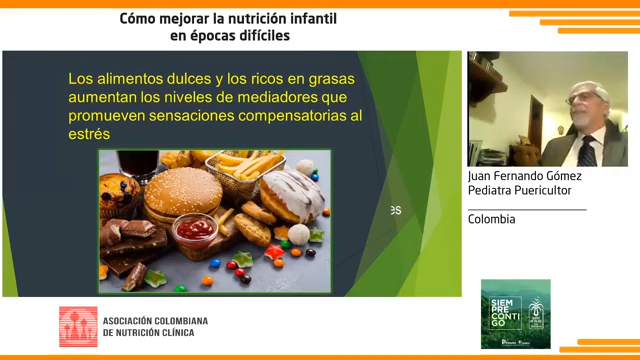 Cómo mejorar la nutrición infantil
en épocas difíciles
Los alimentos dulces y los ricos en grasas
aumentan los niveles de mediadores que
promueven sensaciones compensatorias al
estrés
es
Juan Fernando Gómez
Pediatra Puericultor
Colombia
ASOCIACIÓN COLOMBIANA
DE NUTRICIÓN CLÍNICA
SIEM
PRE
CONTI
GO